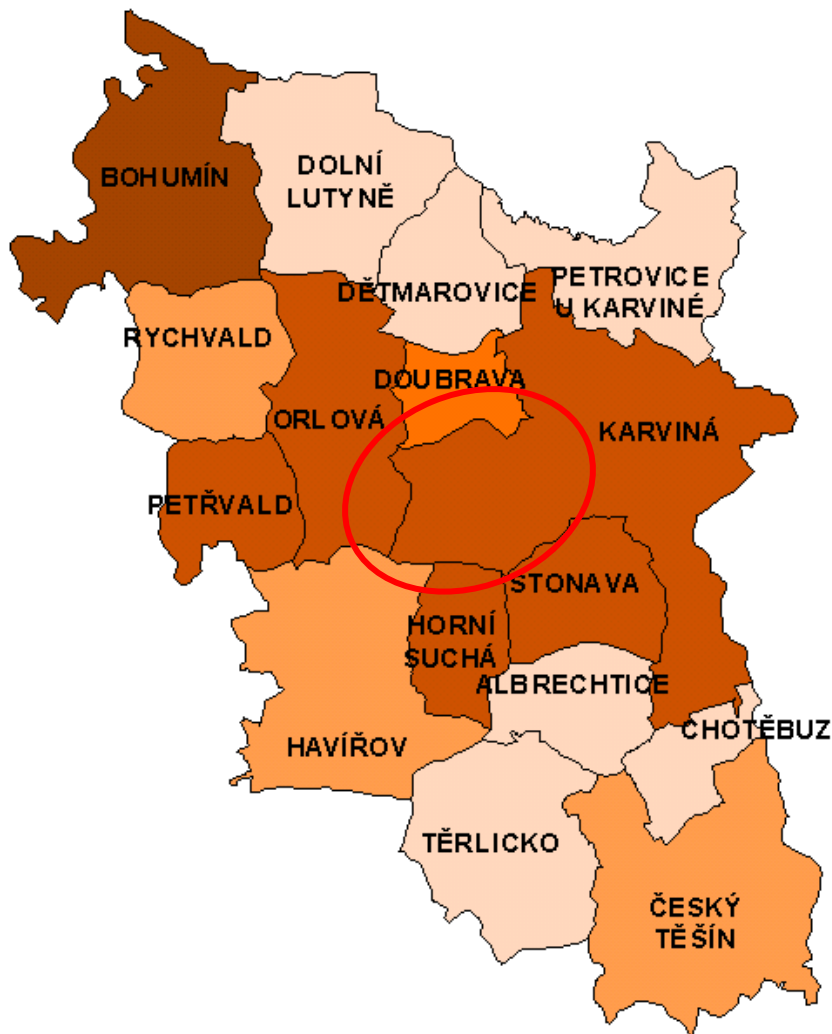 BOHUMÍN
DOLNÍ
LUTYNĚ
DĚTMAROVICE
PETROVICE
U KARVINÉ
RYCHVALD
DOUBRAVA
ORLOVÁ
KARVINÁ
PETŘVALD
STONAVA
HORNÍ
SUCHÁ
ALBRECHTICE
CHOTĚBUZ
HAVÍŘOV
TĚRLICKO
ČESKÝ
TĚŠÍN